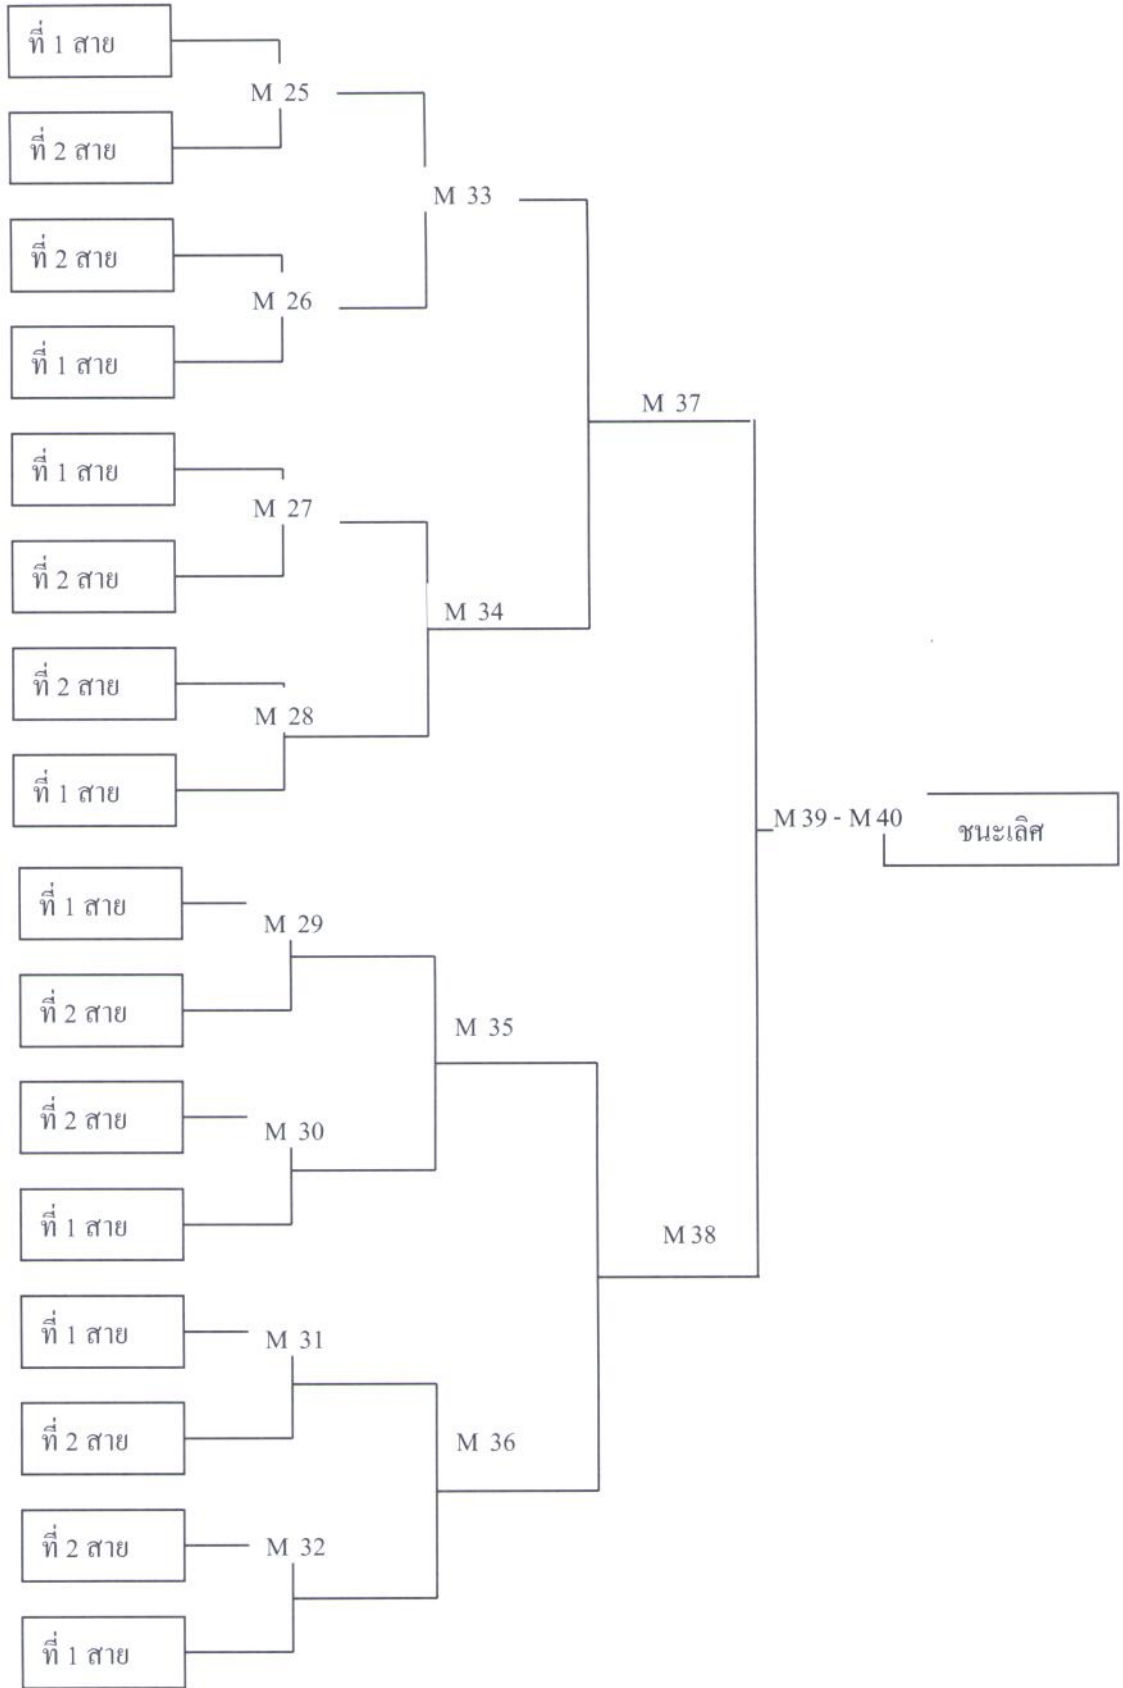 ที่ 1 สาย
M 25
ที่ 2 สาย
M 33
ที่ 2 สาย
M 26
ที่ 1 สาย
M 37
ที่ 1 สาย
M 27
ที่ 2 สาย
M 34
ที่ 2 สาย
M 28
ที่ 1 สาย
M 39 - M 40
ชนะเลิศ
ที่ 1 สาย
M 29
ที่ 2 สาย
M 35
ที่ 2 สาย
M 30
ที่ 1 สาย
M 38
ที่ 1 สาย
M 31
ที่ 2 สาย
M 36
ที่ 2 สาย
M 32
ที่ 1 สาย